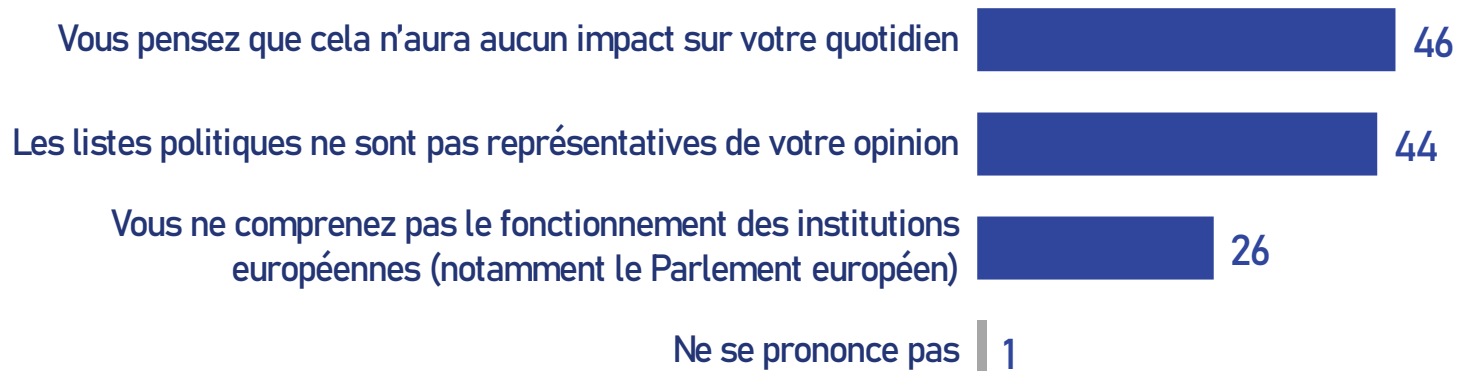 Vous pensez que cela n'aura aucun impact sur votre quotidien 46
Les listes politiques ne sont pas représentatives de votre opinion 44
Vous ne comprenez pas le fonctionnement des institutions
européennes (notamment le Parlement européen) 26
Ne se prononce pas 1